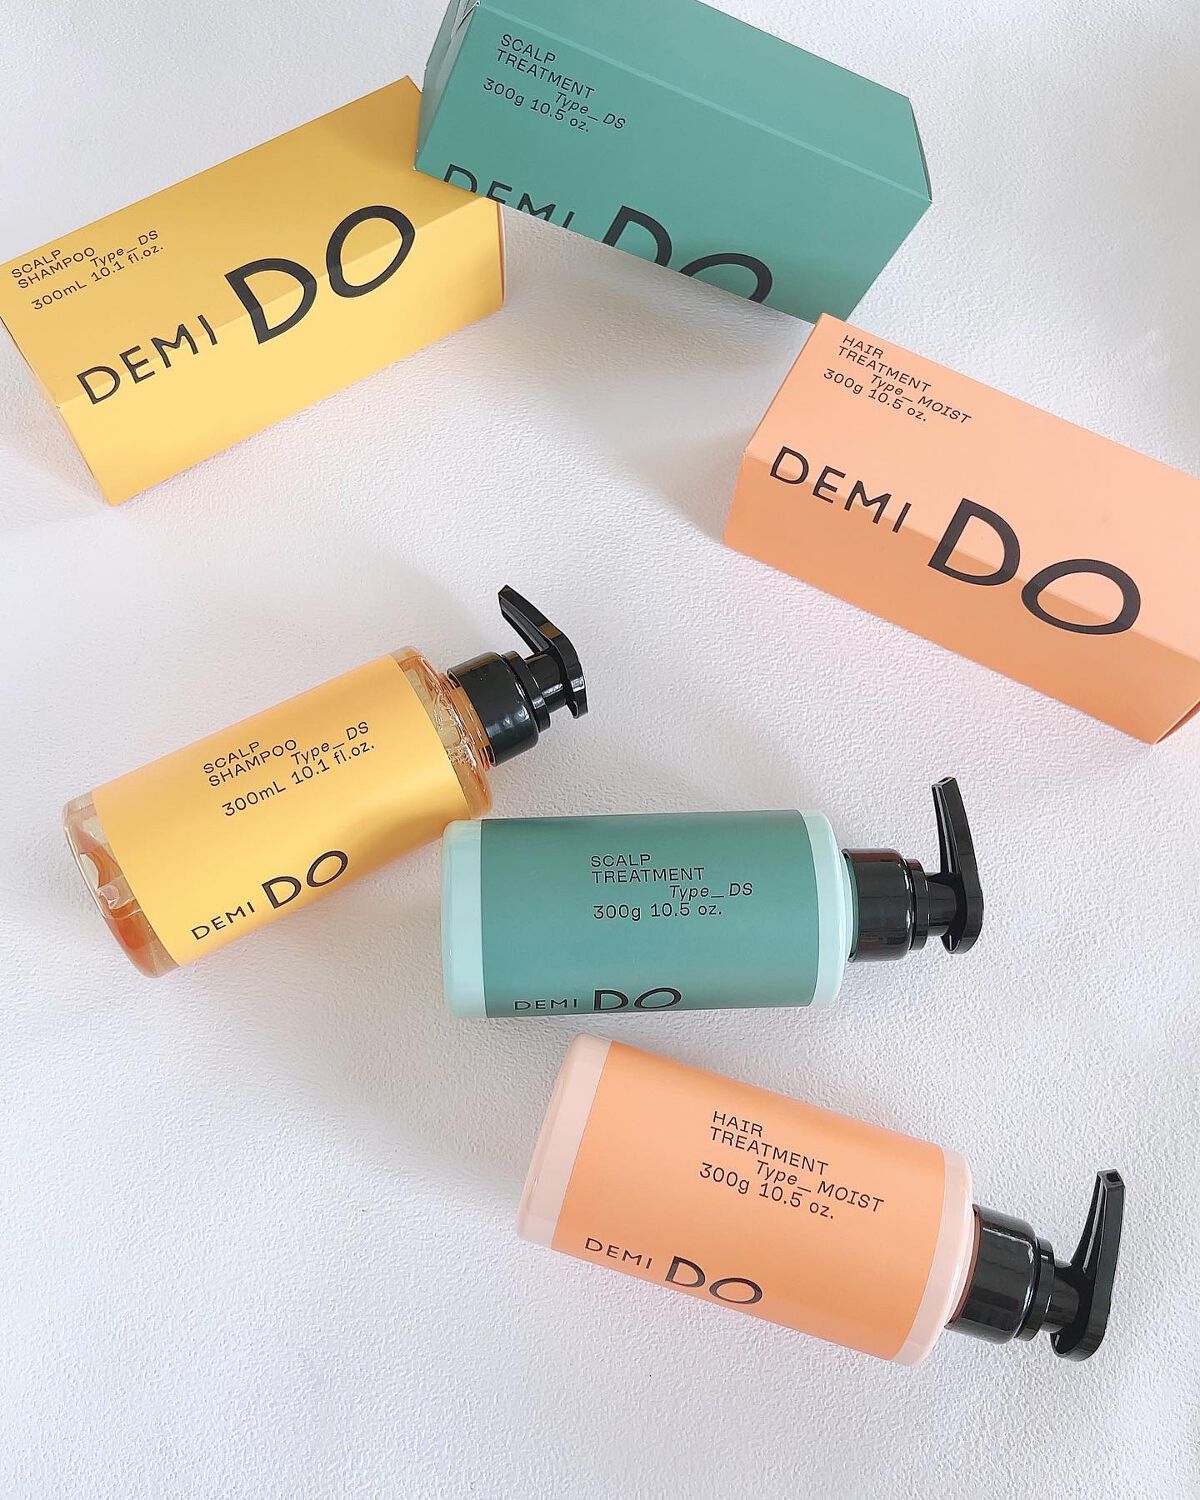 SCALP
TREATMENT
Type_DS
300g 10.5 oz.
DEMI DO
SCALP
SHAMPOO
Type_DS
300mL 10.1 fl.oz.
DEMI DO
HAIR
TREATMENT
Type_MOIST
300g 10.5 oz.
DEMI DO
SCALP
SHAMPOO
Type_DS
300mL 10.1 fl.oz.
DEMI DO
SCALP
TREATMENT
Type_DS
300g 10.5 oz.
DEMI DO
HAIR
TREATMENT
Type_MOIST
300g 10.5 oz.
DEMI DO